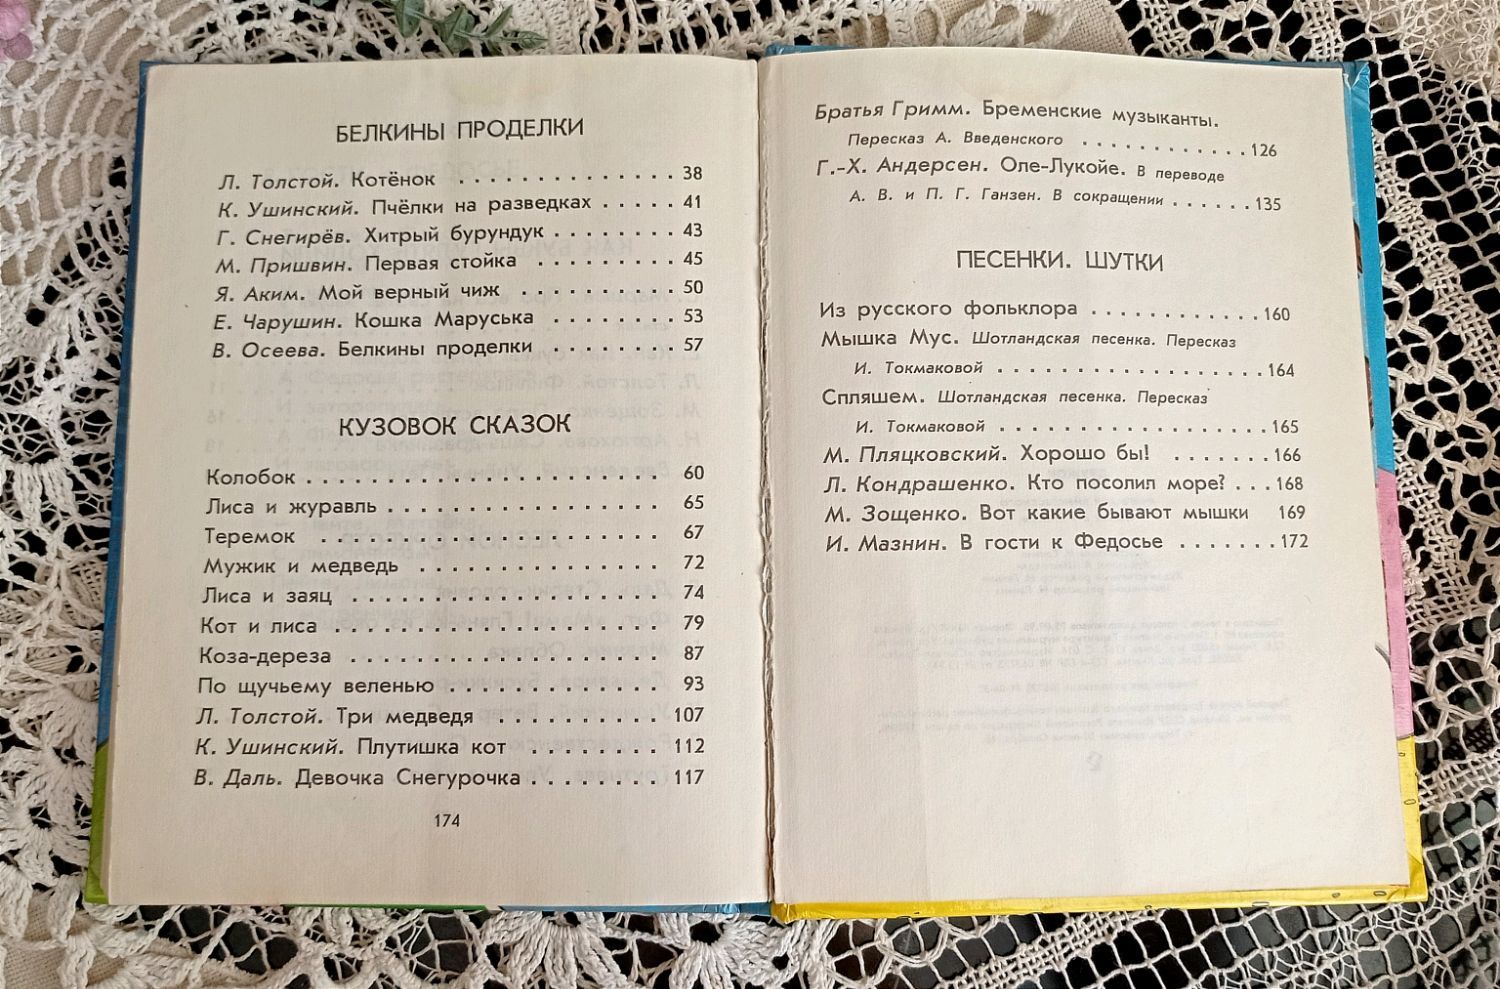 БЕЛКИНЫ ПРОДЕЛКИ
Л. Толстой. Котёнок . . . . . . . . . . . . . . 38
К. Ушинский. Пчёлки на разведках . . . . . 41
Г. Снегирёв. Хитрый бурундук . . . . . . . . 43
М. Пришвин. Первая стойка . . . . . . . . . 45
Я. Аким. Мой верный чиж . . . . . . . . . . 50
Е. Чарушин. Кошка Маруська . . . . . . . . 53
В. Осеева. Белкины проделки . . . . . . . . 57
КУЗОВОК СКАЗОК
Колобок . . . . . . . . . . . . . . . . . . . 60
Лиса и журавль . . . . . . . . . . . . . . . 65
Теремок . . . . . . . . . . . . . . . . . . 67
Мужик и медведь . . . . . . . . . . . . . 72
Лиса и заяц . . . . . . . . . . . . . . . . 74
Кот и лиса . . . . . . . . . . . . . . . . . 79
Коза-дереза . . . . . . . . . . . . . . . . 87
По щучьему веленью . . . . . . . . . . . 93
Л. Толстой. Три медведя . . . . . . . . . 107
К. Ушинский. Плутишка кот . . . . . . . 112
В. Даль. Девочка Снегурочка . . . . . . . 117
174
Братья Гримм. Бременские музыканты.
Пересказ А. Введенского . . . . . . . . . . . . 126
Г.-Х. Андерсен. Оле-Лукойе. В переводе
А. В. и П. Г. Ганзен. В сокращении . . . . . . 135
ПЕСЕНКИ. ШУТКИ
Из русского фольклора . . . . . . . . . . . . 160
Мышка Мус. Шотландская песенка. Пересказ
И. Токмаковой . . . . . . . . . . . . . . . . . 164
Спляшем. Шотландская песенка. Пересказ
И. Токмаковой . . . . . . . . . . . . . . . . . 165
М. Пляцковский. Хорошо бы! . . . . . . . 166
Л. Кондрашенко. Кто посолил море? . . . 168
М. Зощенко. Вот какие бывают мышки 169
И. Мазнин. В гости к Федосье . . . . . . . 172